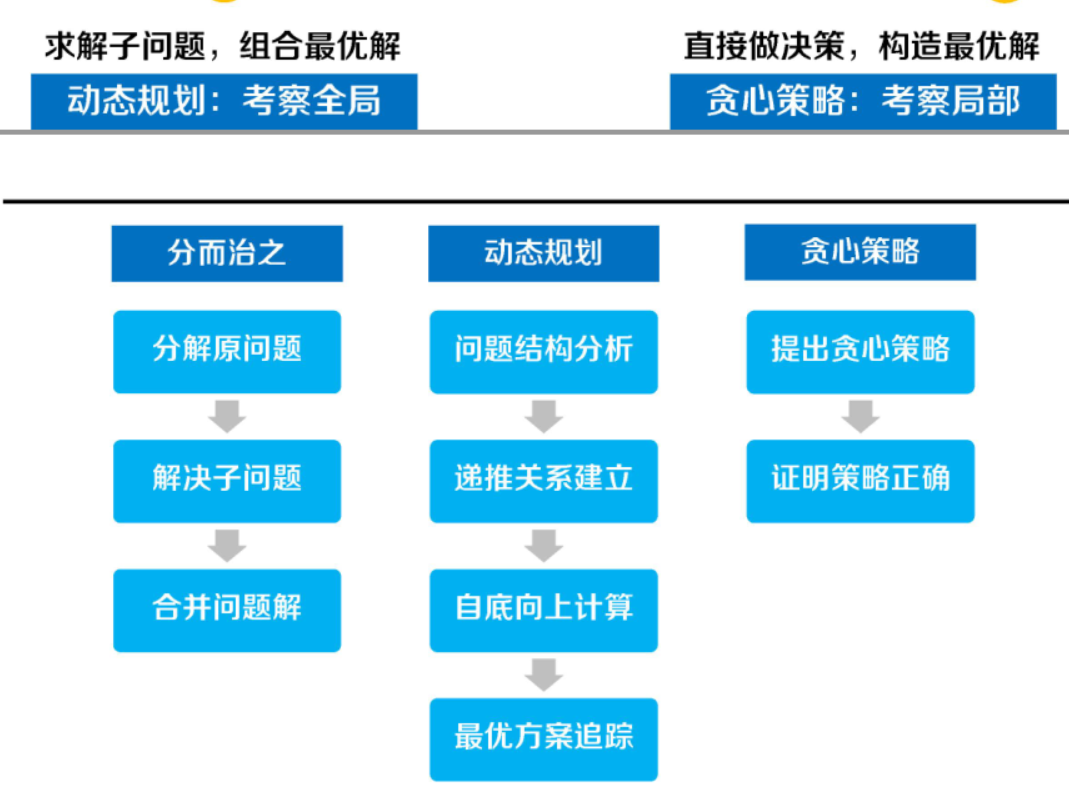 求解子问题，组合最优解
直接做决策，构造最优解
动态规划：考察全局
贪心策略：考察局部
分而治之
动态规划
贪心策略
分解原问题
问题结构分析
提出贪心策略
解决子问题
递推关系建立
证明策略正确
合并问题解
自底向上计算
最优方案追踪